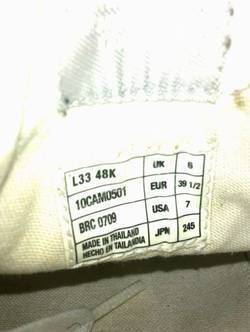 L33 48K UK 6
10CAM0501 EUR 39 1/2
BRC 0709 USA 7
MADE IN THAILAND
HECHO EN TAILANDIA JPN 245